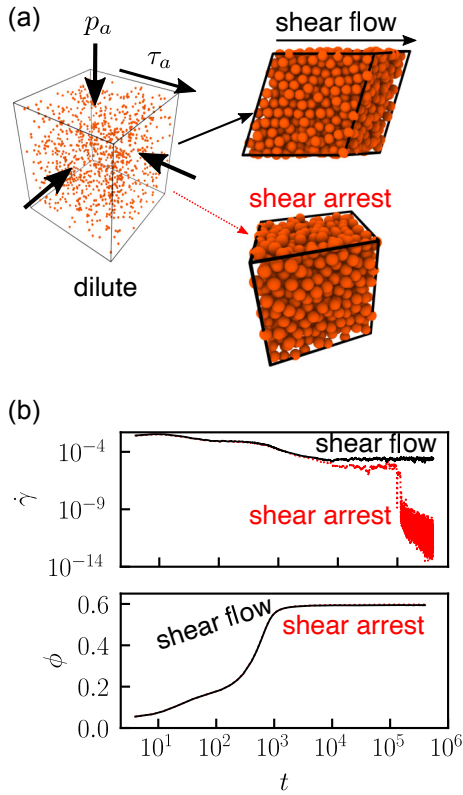 (a)
p_a
τ_a
shear flow
shear arrest
dilute
(b)
10^{-4}
10^{-9}
10^{-14}
γ̇
shear flow
shear arrest
0.6
0.4
0.2
0.0
ϕ
shear flow
shear arrest
10^1 10^2 10^3 10^4 10^5 10^6
t